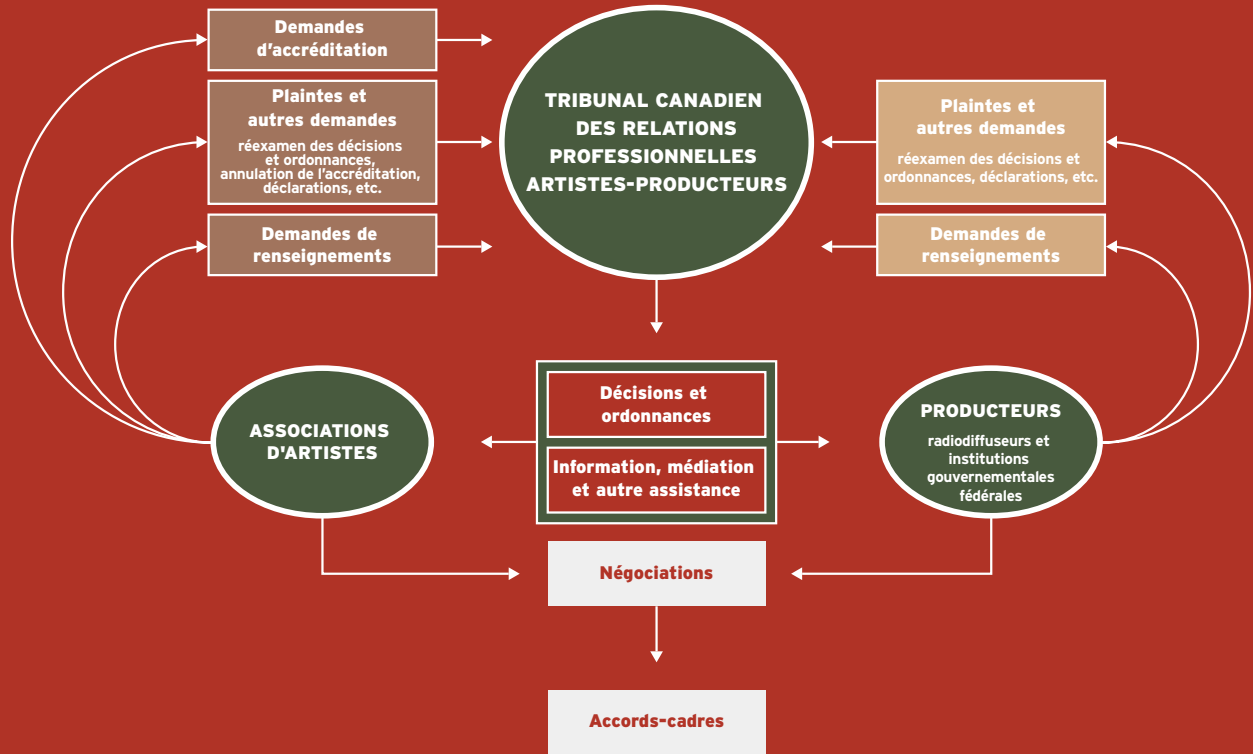 Demandes
d'accréditation
Plaintes et
autres demandes
réexamen des décisions
et ordonnances,
annulation de l'accréditation,
déclarations, etc.
Demandes de
renseignements
TRIBUNAL CANADIEN
DES RELATIONS
PROFESSIONNELLES
ARTISTES-PRODUCTEURS
Plaintes et
autres demandes
réexamen des décisions et
ordonnances, déclarations, etc.
Demandes de
renseignements
ASSOCIATIONS
D'ARTISTES
Décisions et
ordonnances
Information, médiation
et autre assistance
PRODUCTEURS
radiodiffuseurs et
institutions
gouvernementales
fédérales
Négociations
Accords-cadres